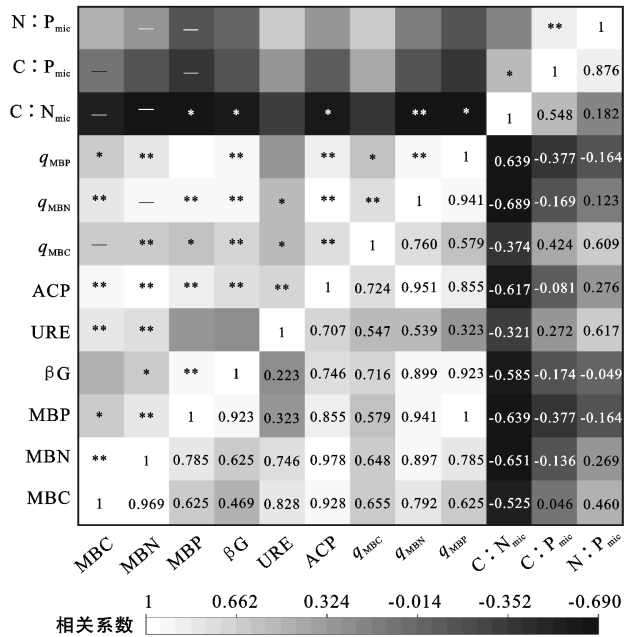 N：Pmic — — ** 1
C：Pmic — — * 1 0.876
C：Nmic — — * * * ** * 1 0.548 0.182
qMBP * ** ** ** * ** 1 0.639 -0.377 -0.164
qMBN ** — ** ** * ** ** 1 0.941 -0.689 -0.169 0.123
qMBC — ** * ** * ** 1 0.760 0.579 -0.374 0.424 0.609
ACP ** ** ** ** ** 1 0.724 0.951 0.855 -0.617 -0.081 0.276
URE ** ** 1 0.707 0.547 0.539 0.323 -0.321 0.272 0.617
βG * ** 1 0.223 0.746 0.716 0.899 0.923 -0.585 -0.174 -0.049
MBP * ** 1 0.923 0.323 0.855 0.579 0.941 1 -0.639 -0.377 -0.164
MBN ** 1 0.785 0.625 0.746 0.978 0.648 0.897 0.785 -0.651 -0.136 0.269
MBC 1 0.969 0.625 0.469 0.828 0.928 0.655 0.792 0.625 -0.525 0.046 0.460
MBC MBN MBP βG URE ACP qMBC qMBN qMBP C：Nmic C：Pmic N：Pmic
1 0.662 0.324 -0.014 -0.352 -0.690
相关系数